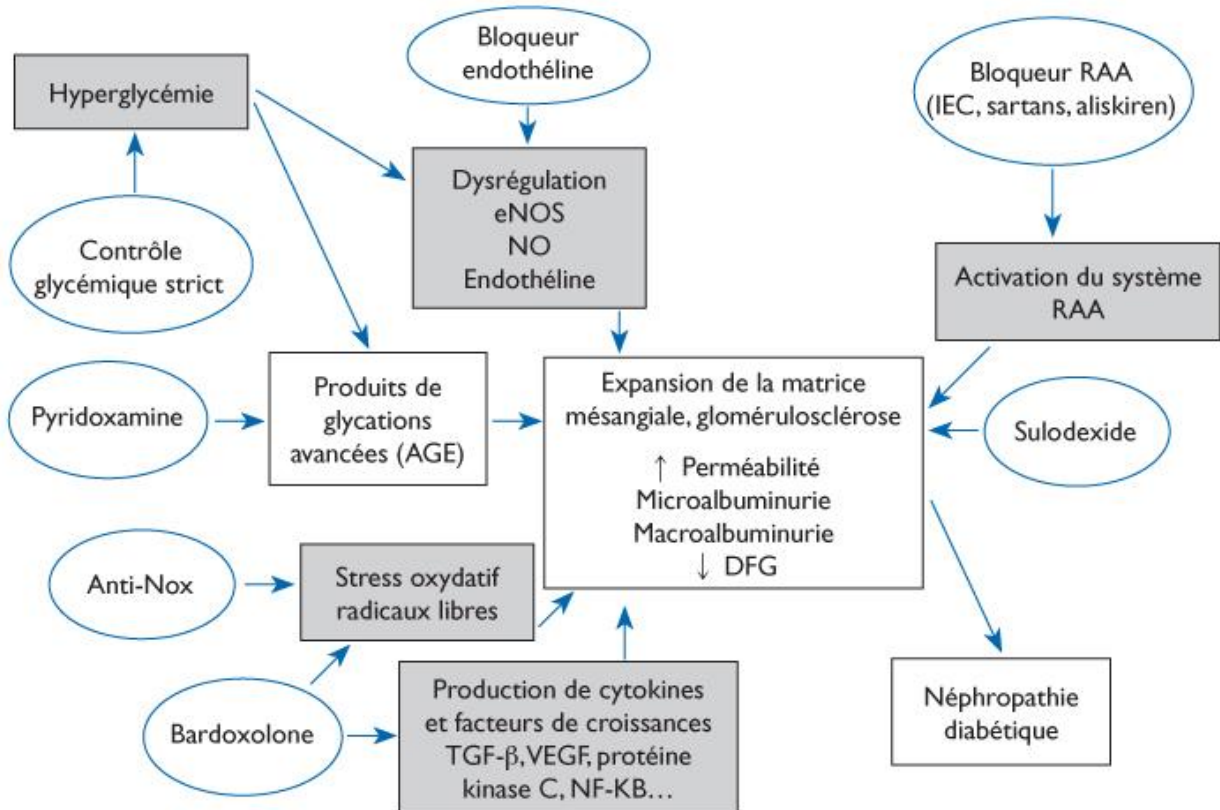 Bloqueur
endothéline
Hyperglycémie
Bloqueur RAA
(IEC, sartans, aliskiren)
Dysrégulation
eNOS
NO
Endothéline
Contrôle
glycémique strict
Activation du système
RAA
Pyridoxamine
Produits de
glycations
avancées (AGE)
Expansion de la matrice
mésangiale, glomérulosclérose
↑ Perméabilité
Microalbuminurie
Macroalbuminurie
↓ DFG
Sulodexide
Anti-Nox
Stress oxydatif
radicaux libres
Bardoxolone
Production de cytokines
et facteurs de croissances
TGF-β, VEGF, protéine
kinase C, NF-KB...
Néphropathie
diabétique